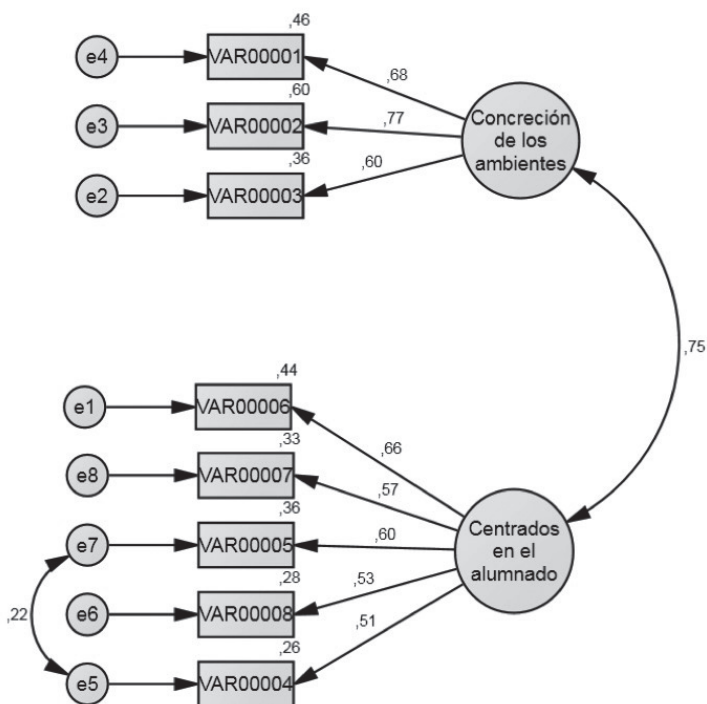 ,46
e4
VAR00001
,68
,60
e3
VAR00002
,77
Concreción
de los
ambientes
,36
e2
VAR00003
,60
,75
,44
e1
VAR00006
,66
,33
e8
VAR00007
,57
,36
e7
VAR00005
,60
Centrados
en el
alumnado
,28
,22
e6
VAR00008
,53
,26
e5
VAR00004
,51